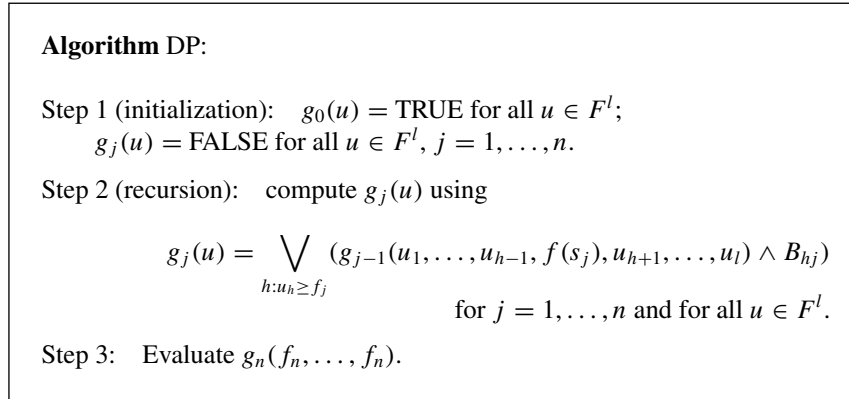 Algorithm DP:
Step 1 (initialization): g_0(u) = TRUE for all u ∈ F^l;
g_j(u) = FALSE for all u ∈ F^l, j = 1, . . . , n.
Step 2 (recursion): compute g_j(u) using
g_j(u) = ⋁_{h:u_h≥f_j} (g_{j−1}(u_1, . . . , u_{h−1}, f(s_j), u_{h+1}, . . . , u_l) ∧ B_{hj})
for j = 1, . . . , n and for all u ∈ F^l.
Step 3: Evaluate g_n(f_n, . . . , f_n).